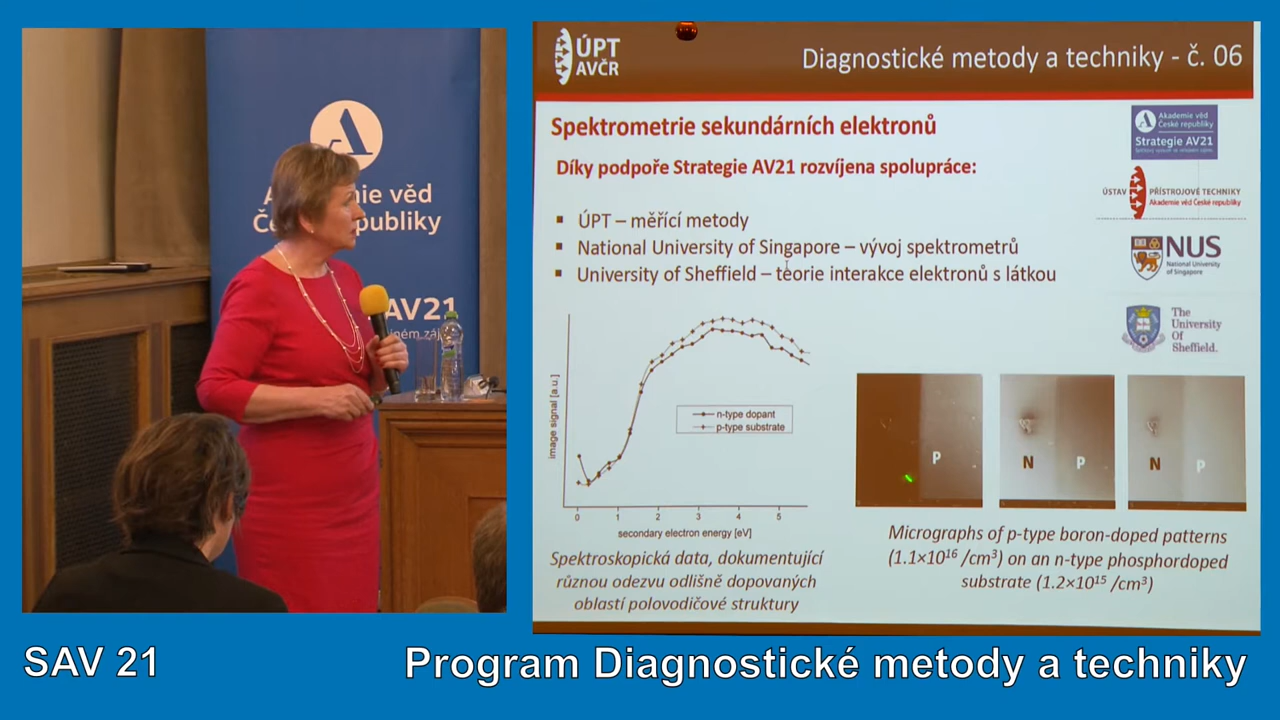 Akademie věd
publiky
AV21
ÚPT
AVČR
Diagnostické metody a techniky - č. 06
Spektrometrie sekundárních elektronů
Díky podpoře Strategie AV21 rozvíjena spolupráce:
▪ ÚPT – měřící metody
▪ National University of Singapore – vývoj spektrometrů
▪ University of Sheffield – teorie interakce elektronů s látkou
Akademie věd
České republiky
Strategie AV21
ÚSTAV PŘÍSTROJOVÉ TECHNIKY
Akademie věd České republiky
NUS
National University
of Singapore
The
University
Of
Sheffield.
image signal [a.u.]
n-type dopant
p-type substrate
0 1 2 3 4 5
secondary electron energy [eV]
P
N P
N P
Spektroskopická data, dokumentující
různou odezvu odlišně dopovaných
oblastí polovodičové struktury
Micrographs of p-type boron-doped patterns
(1.1×10¹⁶ /cm³) on an n-type phosphordoped
substrate (1.2×10¹⁵ /cm³)
SAV 21
Program Diagnostické metody a techniky